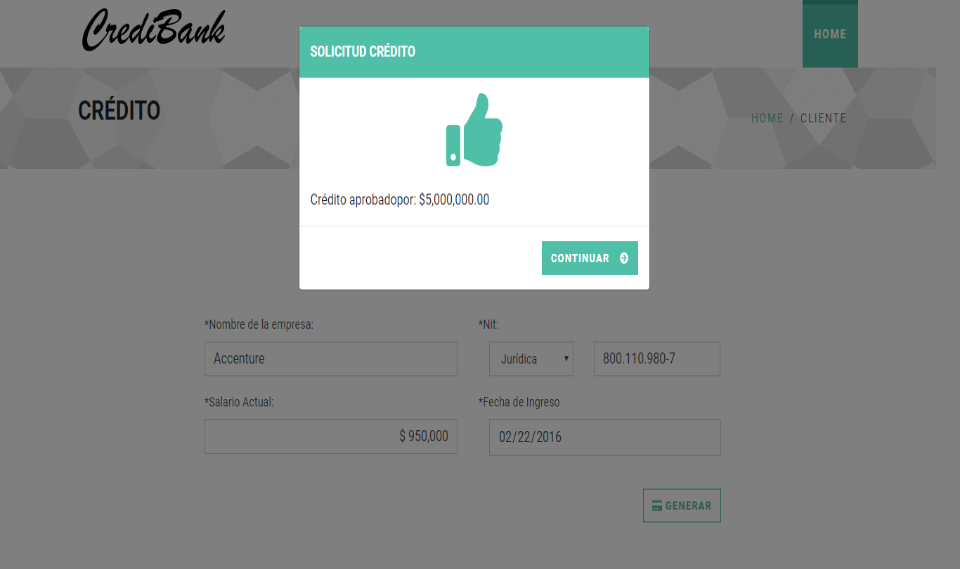 CrediBank
HOME
SOLICITUD CRÉDITO
CRÉDITO
HOME / CLIENTE
Crédito aprobadopor: $5,000,000.00
CONTINUAR
*Nombre de la empresa:
*Nit:
Accenture
Jurídica
800.110.980-7
*Salario Actual:
*Fecha de Ingreso
$ 950,000
02/22/2016
GENERAR